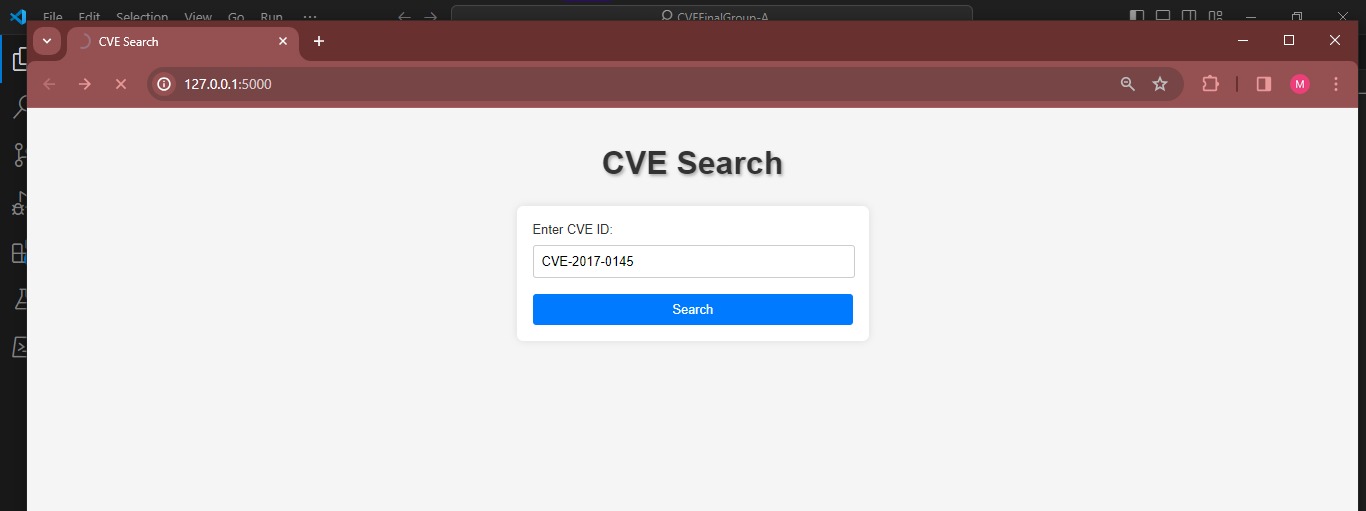 File Edit Selection View Go Run ...
CVEFinalGroup-A
CVE Search
127.0.0.1:5000
M
CVE Search
Enter CVE ID:
CVE-2017-0145
Search